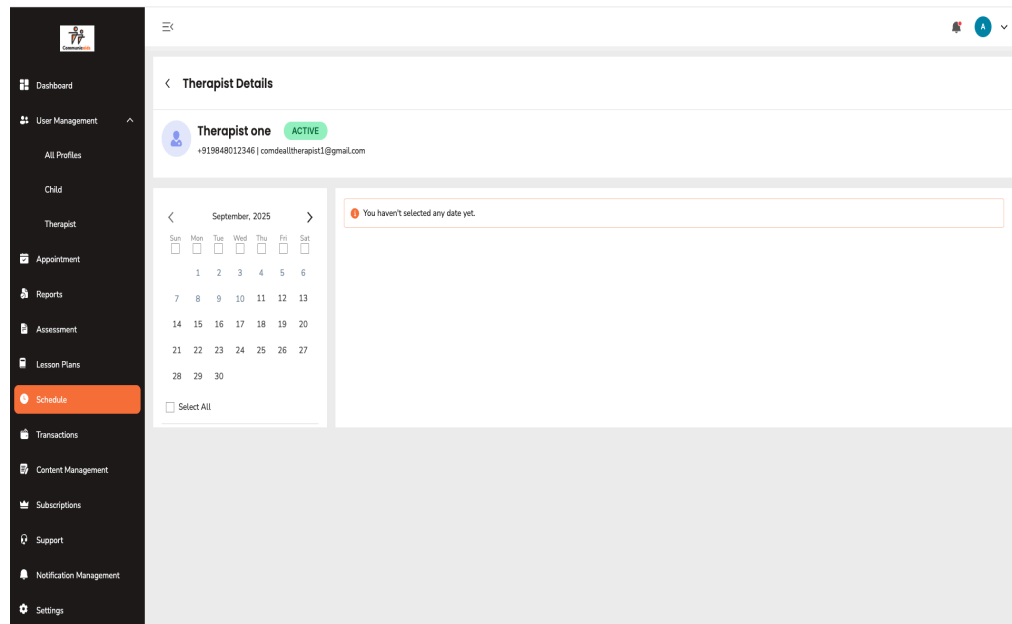 Communicaids
Dashboard
User Management
All Profiles
Child
Therapist
Appointment
Reports
Assessment
Lesson Plans
Schedule
Transactions
Content Management
Subscriptions
Support
Notification Management
Settings
A
Therapist Details
Therapist one ACTIVE
+919848012346 | comdealltherapist1@gmail.com
September, 2025
Sun Mon Tue Wed Thu Fri Sat
1 2 3 4 5 6
7 8 9 10 11 12 13
14 15 16 17 18 19 20
21 22 23 24 25 26 27
28 29 30
Select All
You haven't selected any date yet.